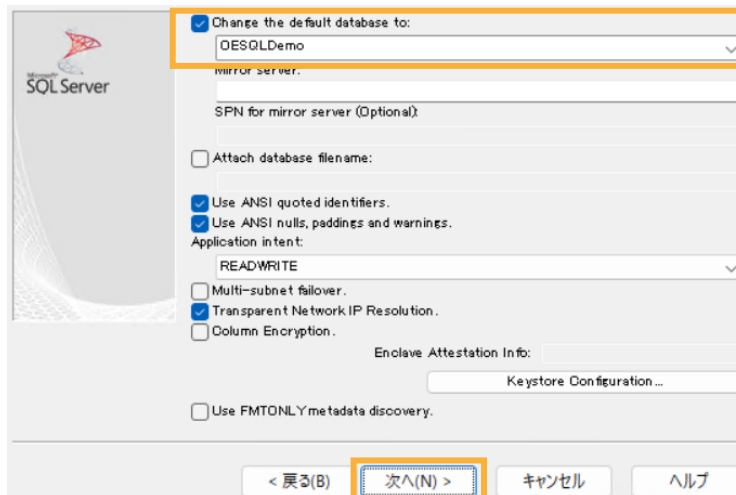 Change the default database to:
OESQLDemo
Mirror server:
Microsoft
SQL Server
SPN for mirror server (Optional):
Attach database filename:
Use ANSI quoted identifiers.
Use ANSI nulls, paddings and warnings.
Application intent:
READWRITE
Multi-subnet failover.
Transparent Network IP Resolution.
Column Encryption.
Enclave Attestation Info:
Keystore Configuration...
Use FMTONLY metadata discovery.
< 戻る(B)
次へ(N) >
キャンセル
ヘルプ